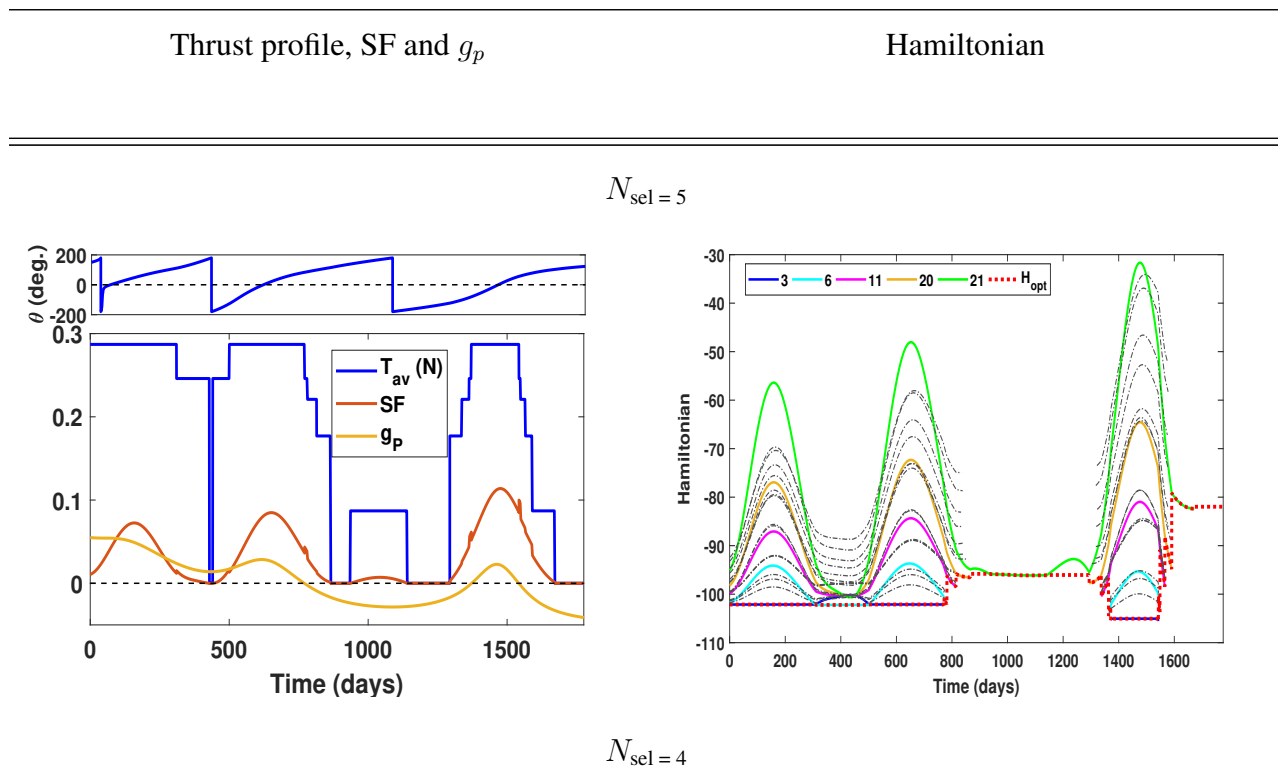 Thrust profile, SF and g_p Hamiltonian
N_sel = 5
200
0
-200
θ (deg.)
0.3
0.2
0.1
0
T_av (N)
SF
g_P
0 500 1000 1500
Time (days)
-30
-40
-50
-60
-70
-80
-90
-100
-110
Hamiltonian
3 6 11 20 21 H_opt
0 200 400 600 800 1000 1200 1400 1600
Time (days)
N_sel = 4